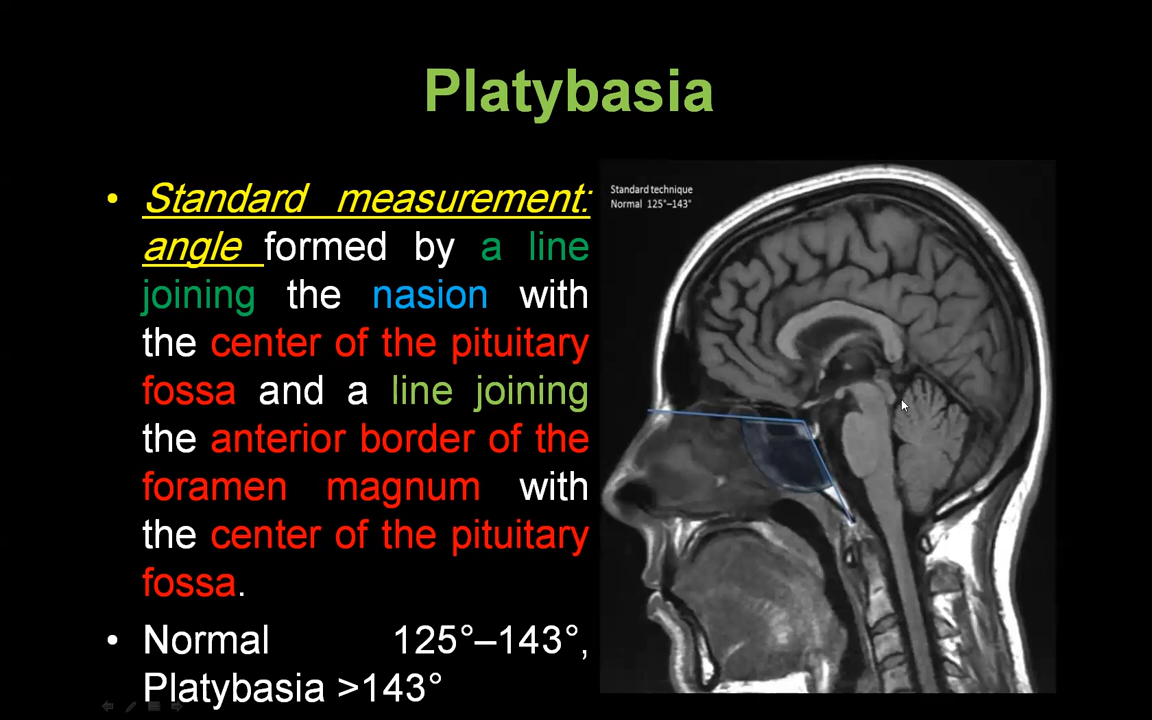 Platybasia
• Standard measurement:
angle formed by a line
joining the nasion with
the center of the pituitary
fossa and a line joining
the anterior border of the
foramen magnum with
the center of the pituitary
fossa.
• Normal 125°–143°,
Platybasia >143°
Standard technique
Normal 125°–143°